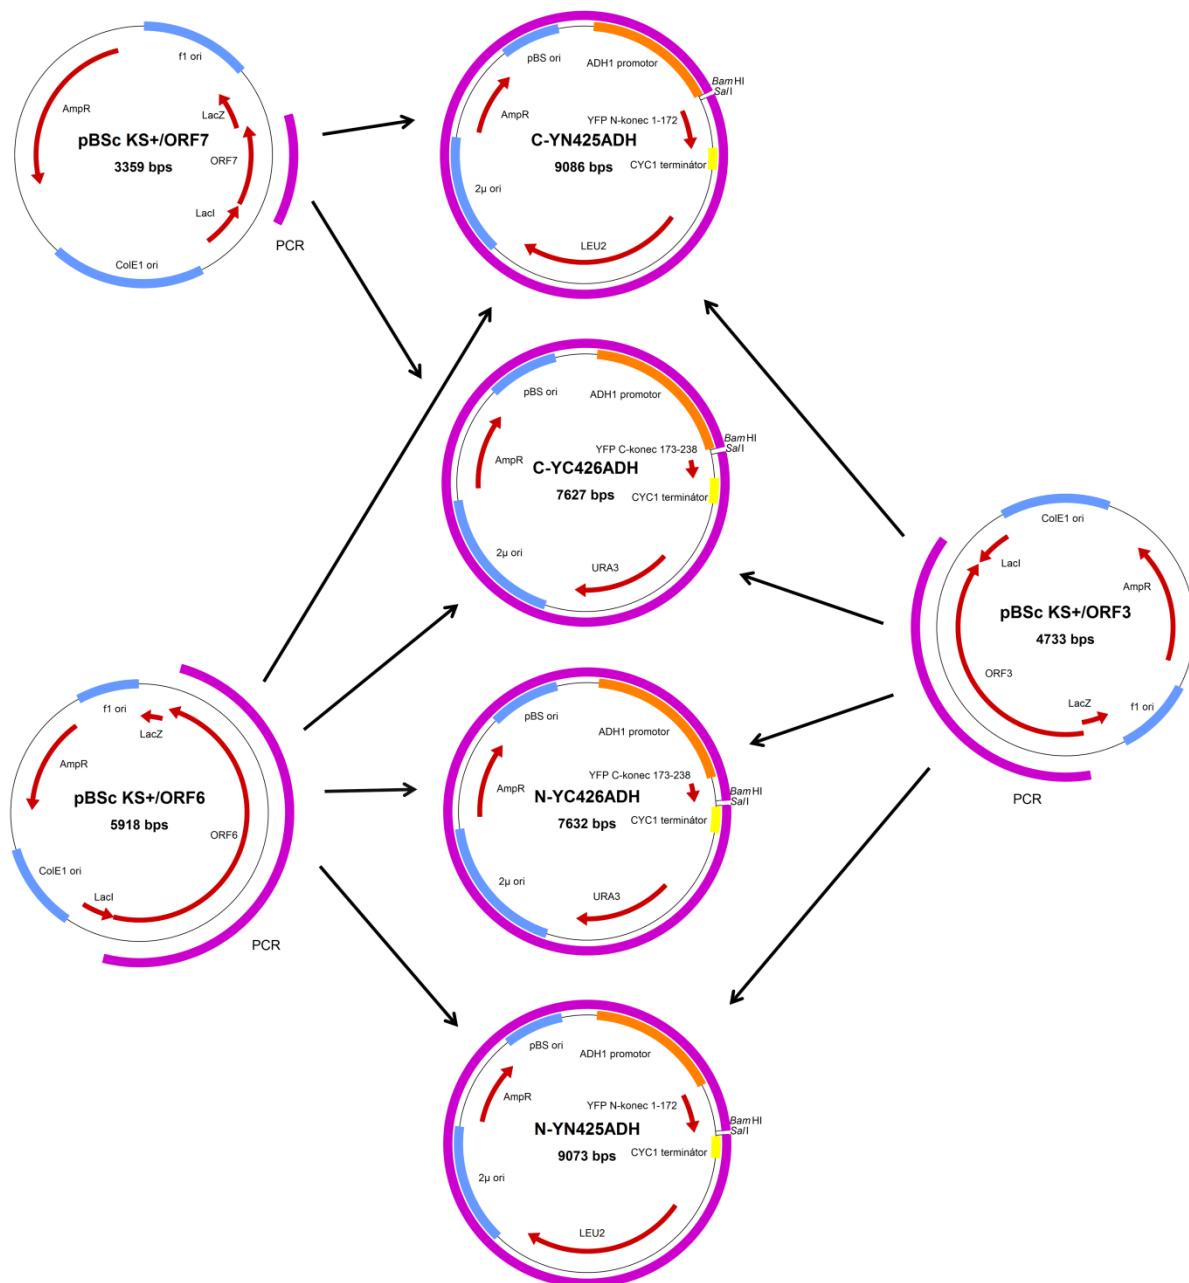 f1 ori
AmpR
LacZ
pBSc KS+/ORF7
3359 bps
ORF7
LacI
ColE1 ori
PCR
pBS ori
ADH1 promotor
BamHI
SalI
AmpR
YFP N-konec 1-172
C-YN425ADH
9086 bps
CYC1 terminátor
2µ ori
LEU2
pBS ori
ADH1 promotor
BamHI
SalI
YFP C-konec 173-238
AmpR
C-YC426ADH
7627 bps
CYC1 terminátor
2µ ori
URA3
ColE1 ori
LacI
AmpR
pBSc KS+/ORF3
4733 bps
ORF3
LacZ
f1 ori
PCR
f1 ori
LacZ
AmpR
pBSc KS+/ORF6
5918 bps
ORF6
ColE1 ori
LacI
PCR
pBS ori
ADH1 promotor
YFP C-konec 173-238
AmpR
BamHI
SalI
N-YC426ADH
7632 bps
CYC1 terminátor
2µ ori
URA3
pBS ori
ADH1 promotor
AmpR
YFP N-konec 1-172
BamHI
SalI
N-YN425ADH
9073 bps
CYC1 terminátor
2µ ori
LEU2